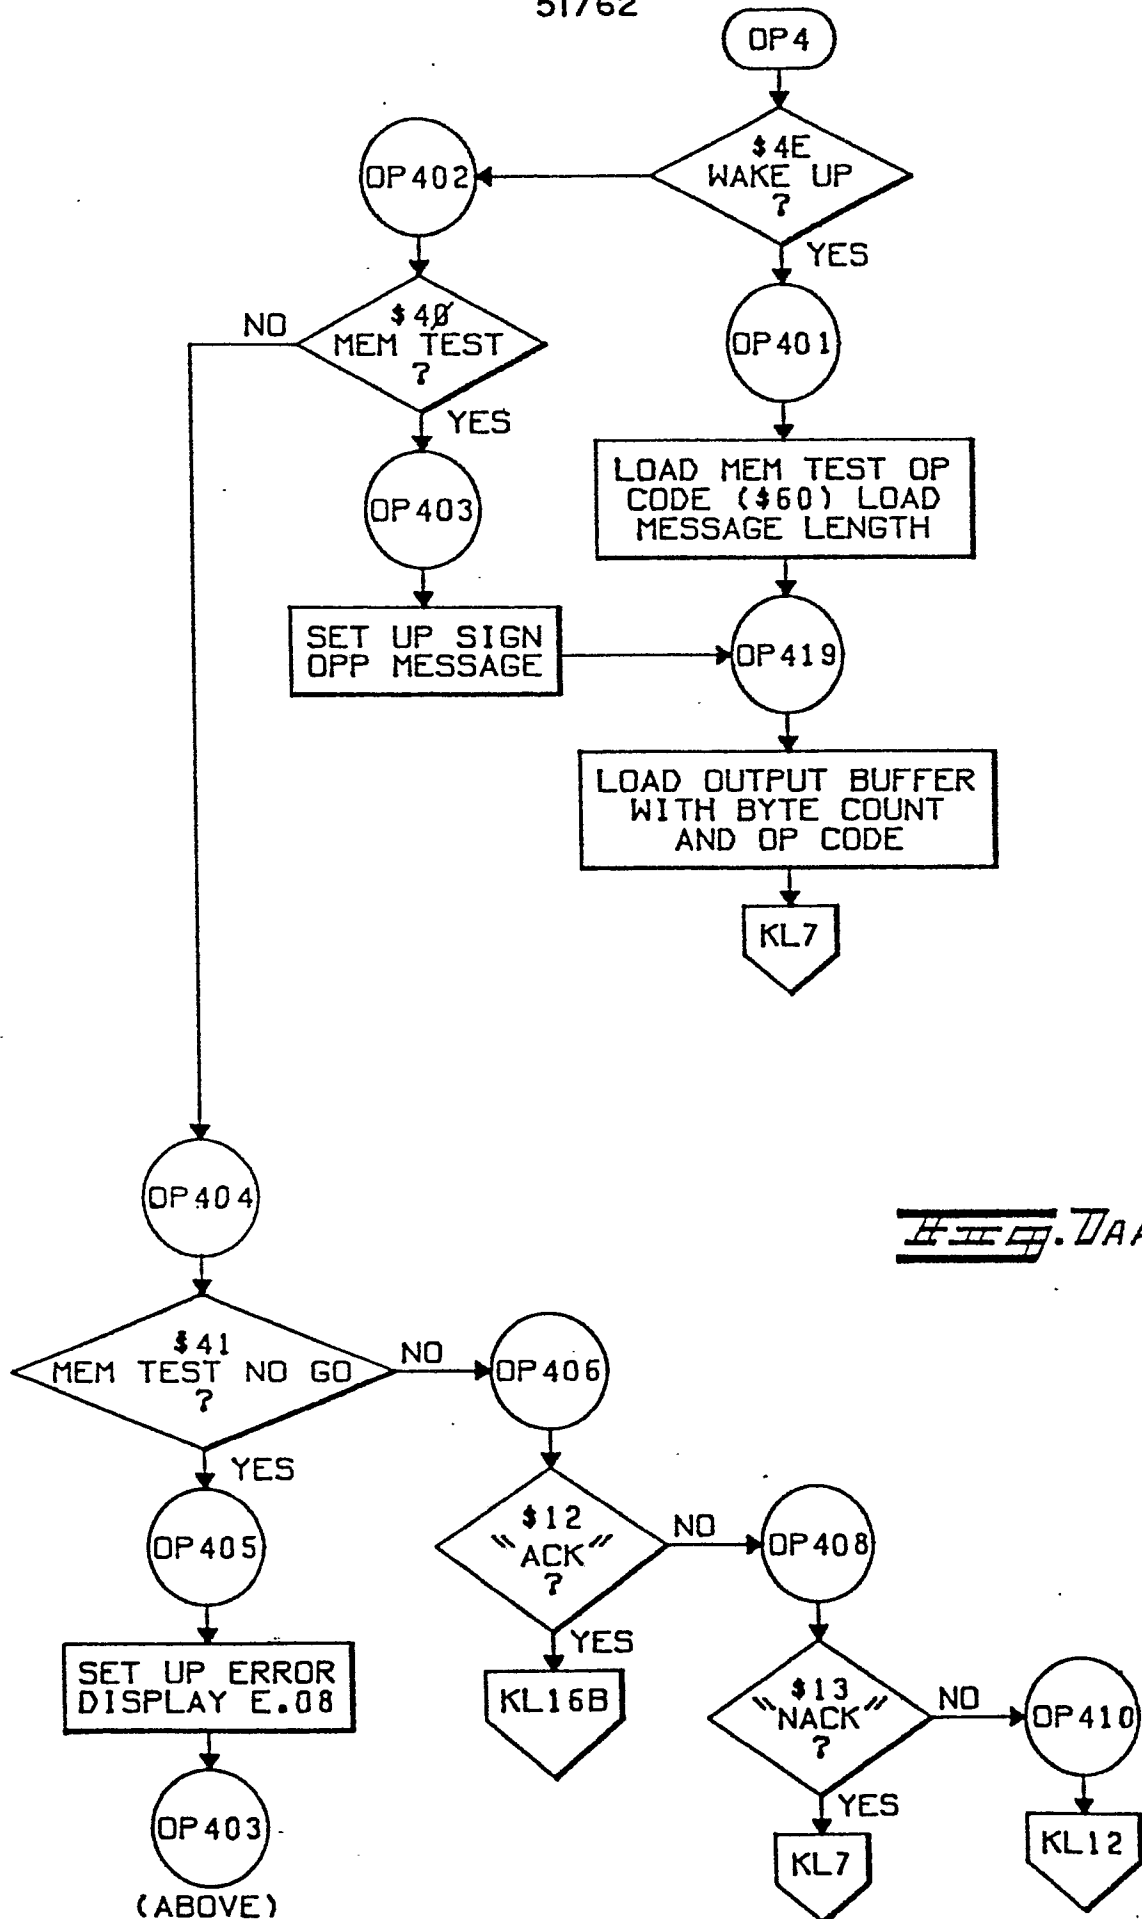 51/62
OP4
$4E
WAKE UP
?
YES
OP402
$40
MEM TEST
?
NO
YES
OP401
LOAD MEM TEST OP
CODE ($60) LOAD
MESSAGE LENGTH
OP403
SET UP SIGN
OPP MESSAGE
OP419
LOAD OUTPUT BUFFER
WITH BYTE COUNT
AND OP CODE
KL7
OP404
$41
MEM TEST NO GO
?
NO
YES
OP406
OP405
SET UP ERROR
DISPLAY E.08
OP403
(ABOVE)
$12
"ACK"
?
NO
YES
KL16B
OP408
$13
"NACK"
?
NO
YES
KL7
OP410
KL12